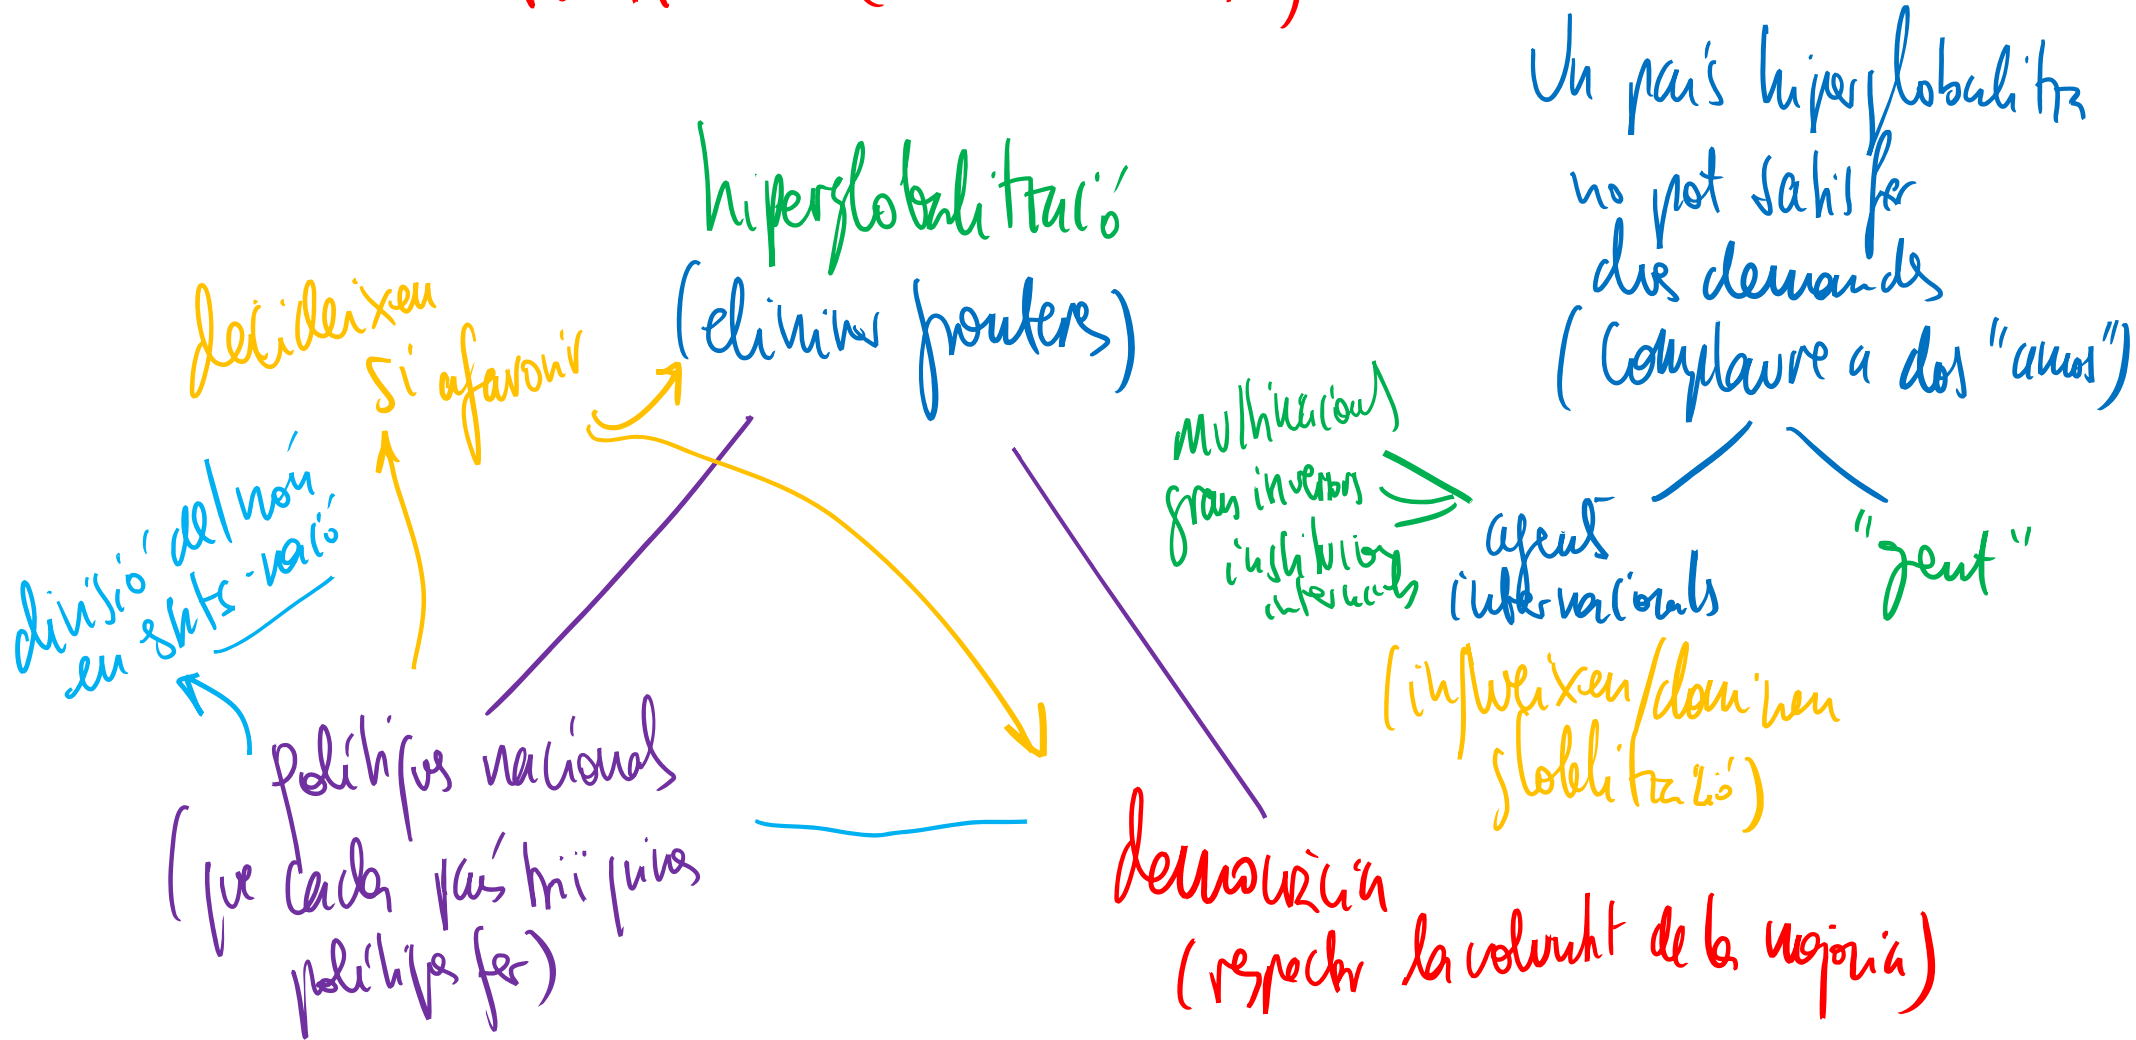 hiperglobalització
(eliminar fronteres)
decideixen
si afavorir
divisió del món
en estats-nació
polítiques nacionals
(que cada país triï quines
polítiques fer)
democràcia
(respectar la voluntat de la majoria)
Un país hiperglobalitza
no pot satisfer
dues demandes
(complaure a dos "amos")
multinacionals
grans inversors
institucions
internacionals
agents
internacionals
(influeixen/dominen
globalització)
"gent"